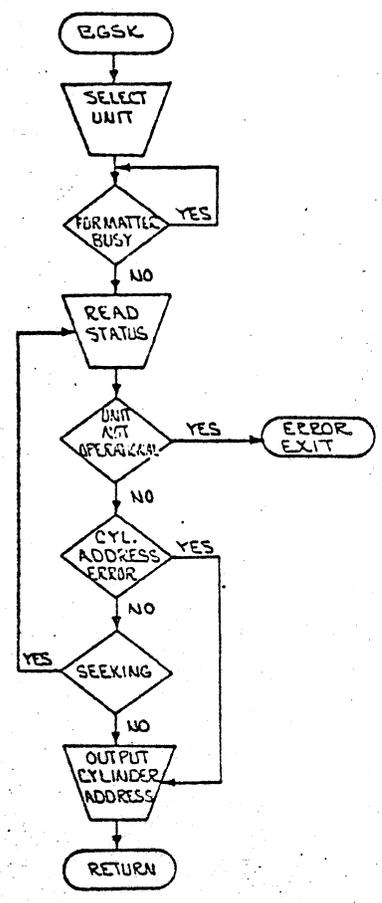 BGSK
SELECT
UNIT
FORMATTER
BUSY
YES
NO
READ
STATUS
UNIT
NOT
OPERATIONAL
YES
ERROR
EXIT
NO
CYL.
ADDRESS
ERROR
YES
NO
SEEKING
YES
NO
OUTPUT
CYLINDER
ADDRESS
RETURN